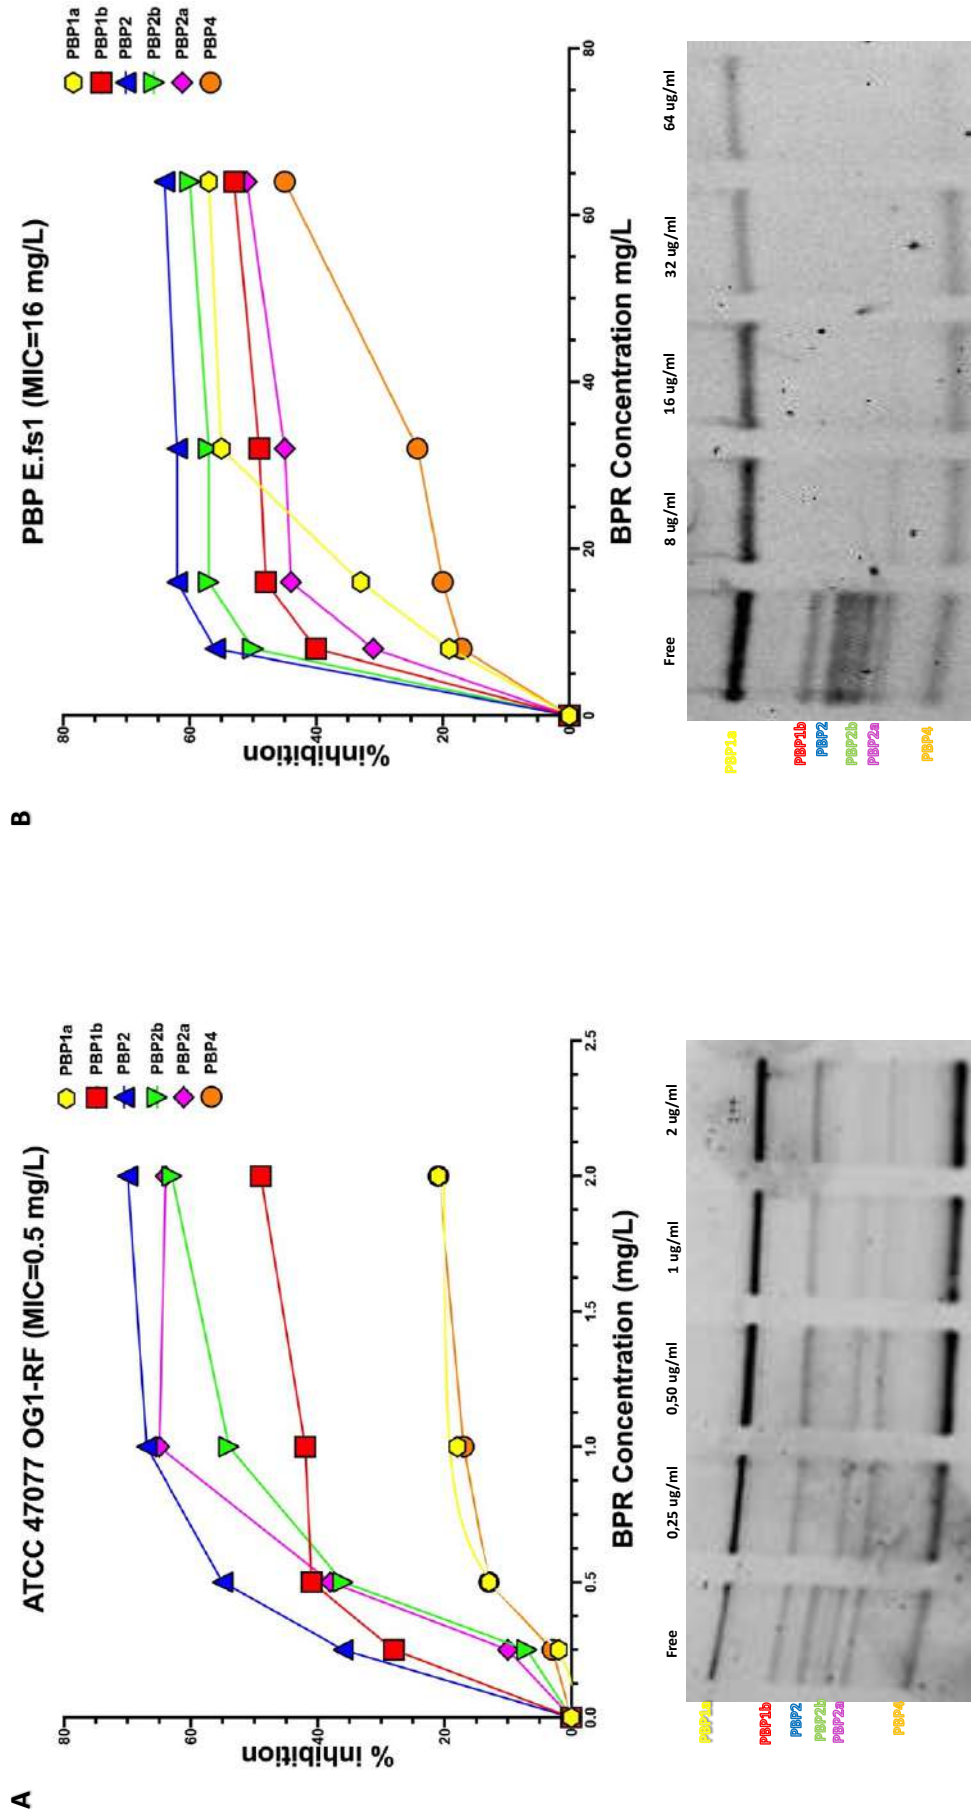 A
ATCC 47077 OG1-RF (MIC=0.5 mg/L)
PBP1a
PBP1b
PBP2
PBP2b
PBP2a
PBP4
% inhibition
80
60
40
20
0
0.0
0.5
1.0
1.5
2.0
2.5
BPR Concentration (mg/L)
Free
0,25 ug/ml
0,50 ug/ml
1 ug/ml
2 ug/ml
PBP1a
PBP1b
PBP2
PBP2b
PBP2a
PBP4
B
PBP E.fs1 (MIC=16 mg/L)
PBP1a
PBP1b
PBP2
PBP2b
PBP2a
PBP4
%inhibition
80
60
40
20
0
0
20
40
60
80
BPR Concentration mg/L
Free
8 ug/ml
16 ug/ml
32 ug/ml
64 ug/ml
PBP1a
PBP1b
PBP2
PBP2b
PBP2a
PBP4